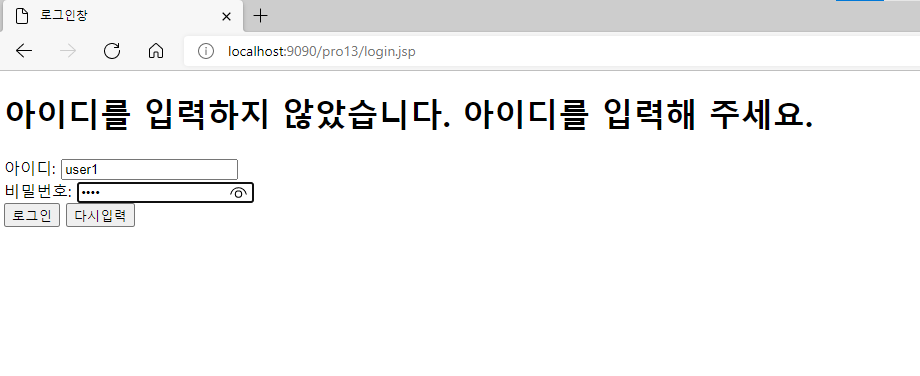 로그인창
localhost:9090/pro13/login.jsp
아이디를 입력하지 않았습니다. 아이디를 입력해 주세요.
아이디: user1
비밀번호: ••••
로그인 다시입력